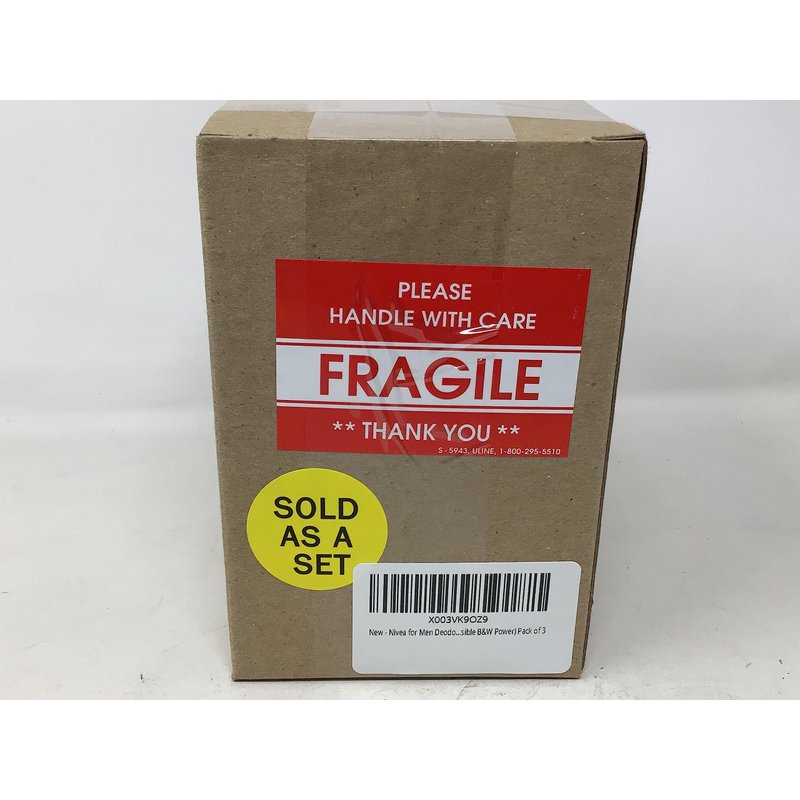 PLEASE
HANDLE WITH CARE
FRAGILE
** THANK YOU **
S - 5943, ULINE, 1-800-295-5510
SOLD
AS A
SET
X003VK9OZ9
New - Nivea for Men Deodo...sible B&W Power) Pack of 3